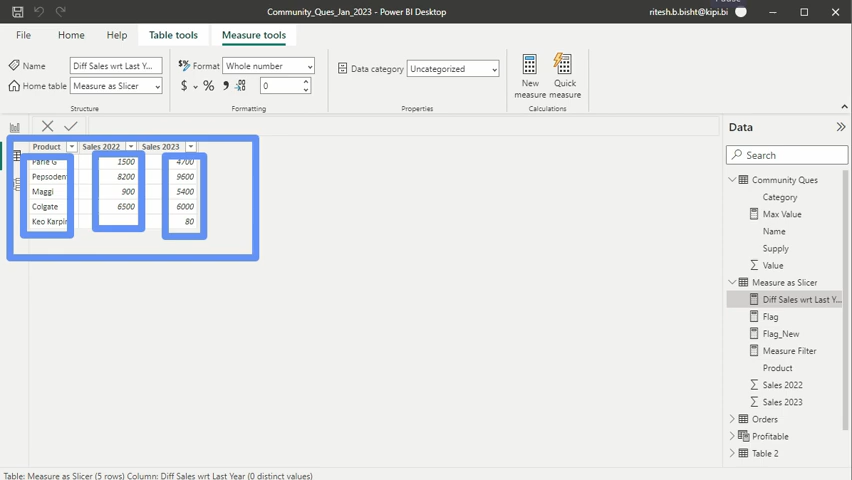 Community_Ques_Jan_2023 - Power BI Desktop
ritesh.b.bisht@kipi.bi
File Home Help Table tools Measure tools
Name Diff Sales wrt Last Y...
Home table Measure as Slicer
Structure
Format Whole number
$ % 0
Formatting
Data category Uncategorized
Properties
New measure
Quick measure
Calculations
Product Sales 2022 Sales 2023
Parle G 1500 4700
Pepsodent 8200 9600
Maggi 900 5400
Colgate 6500 6000
Keo Karpin 80
Data
Search
Community Ques
Category
Max Value
Name
Supply
Value
Measure as Slicer
Diff Sales wrt Last Y...
Flag
Flag_New
Measure Filter
Product
Sales 2022
Sales 2023
Orders
Profitable
Table 2
Table: Measure as Slicer (5 rows) Column: Diff Sales wrt Last Year (0 distinct values)